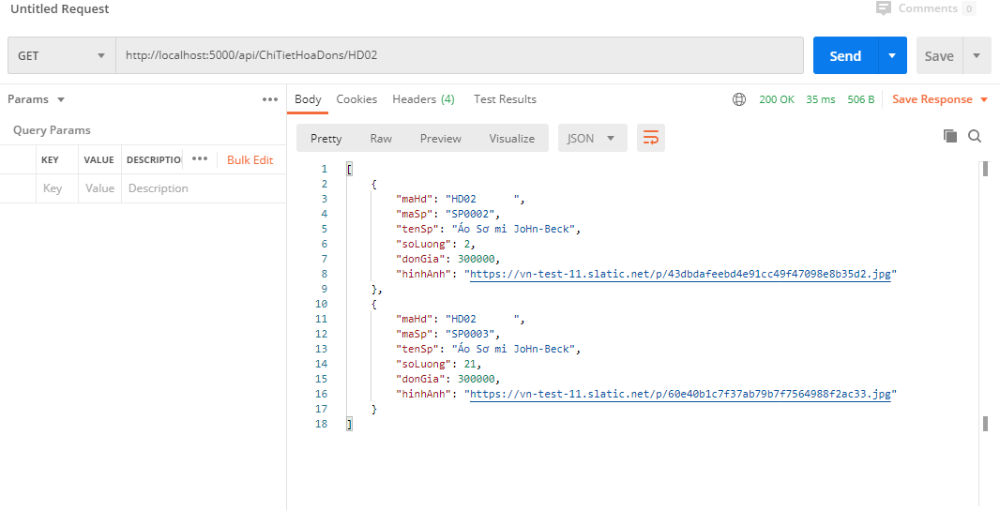 Untitled Request
Comments 0
GET http://localhost:5000/api/ChiTietHoaDons/HD02 Send Save
Params
Query Params
KEY VALUE DESCRIPTIO Bulk Edit
Key Value Description
Body Cookies Headers (4) Test Results 200 OK 35 ms 506 B Save Response
Pretty Raw Preview Visualize JSON
1 [
2 {
3 "maHd": "HD02      ",
4 "maSp": "SP0002",
5 "tenSp": "Áo Sơ mi JoHn-Beck",
6 "soLuong": 2,
7 "donGia": 300000,
8 "hinhAnh": "https://vn-test-11.slatic.net/p/43dbdafeebd4e91cc49f47098e8b35d2.jpg"
9 },
10 {
11 "maHd": "HD02      ",
12 "maSp": "SP0003",
13 "tenSp": "Áo Sơ mi JoHn-Beck",
14 "soLuong": 21,
15 "donGia": 300000,
16 "hinhAnh": "https://vn-test-11.slatic.net/p/60e40b1c7f37ab79b7f7564988f2ac33.jpg"
17 }
18 ]